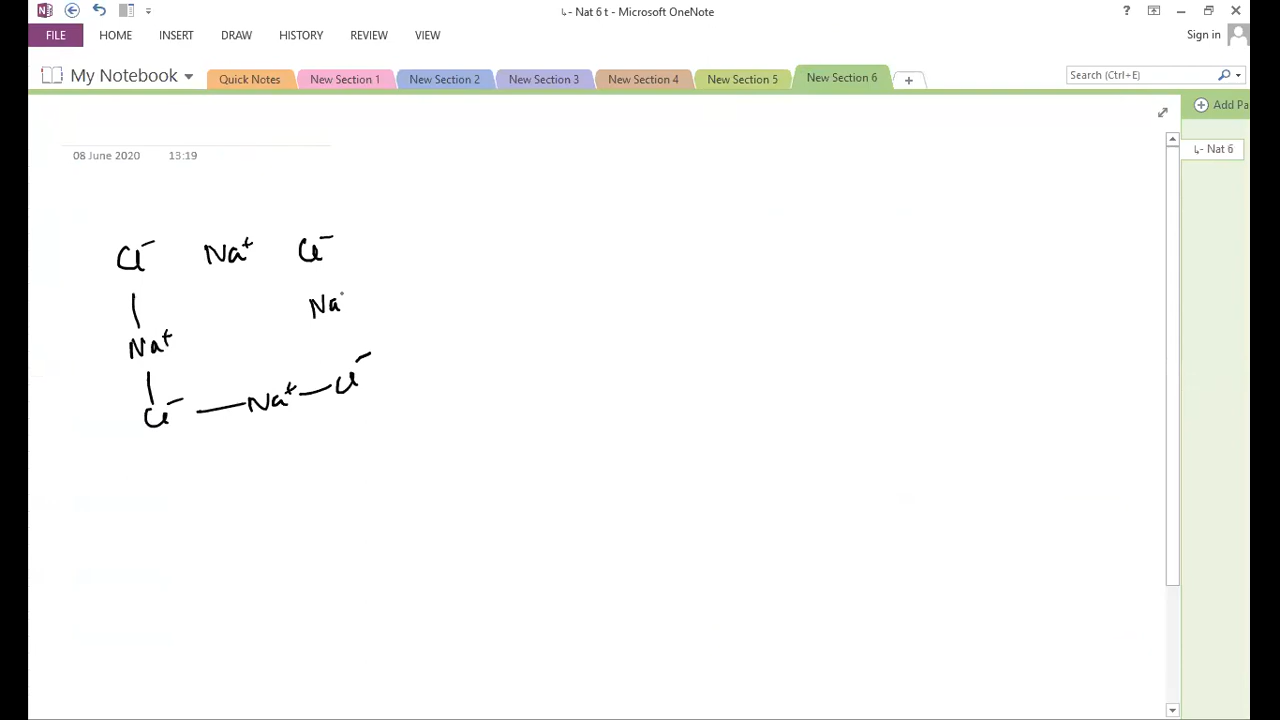 - Nat 6 t - Microsoft OneNote
?
FILE HOME INSERT DRAW HISTORY REVIEW VIEW
Sign in
My Notebook Quick Notes New Section 1 New Section 2 New Section 3 New Section 4 New Section 5 New Section 6 +
Search (Ctrl+E)
Add Pa
- Nat 6
08 June 2020 13:19
Cl⁻ Na⁺ Cl⁻
Na
Na⁺
Cl⁻ — Na⁺ — Cl⁻